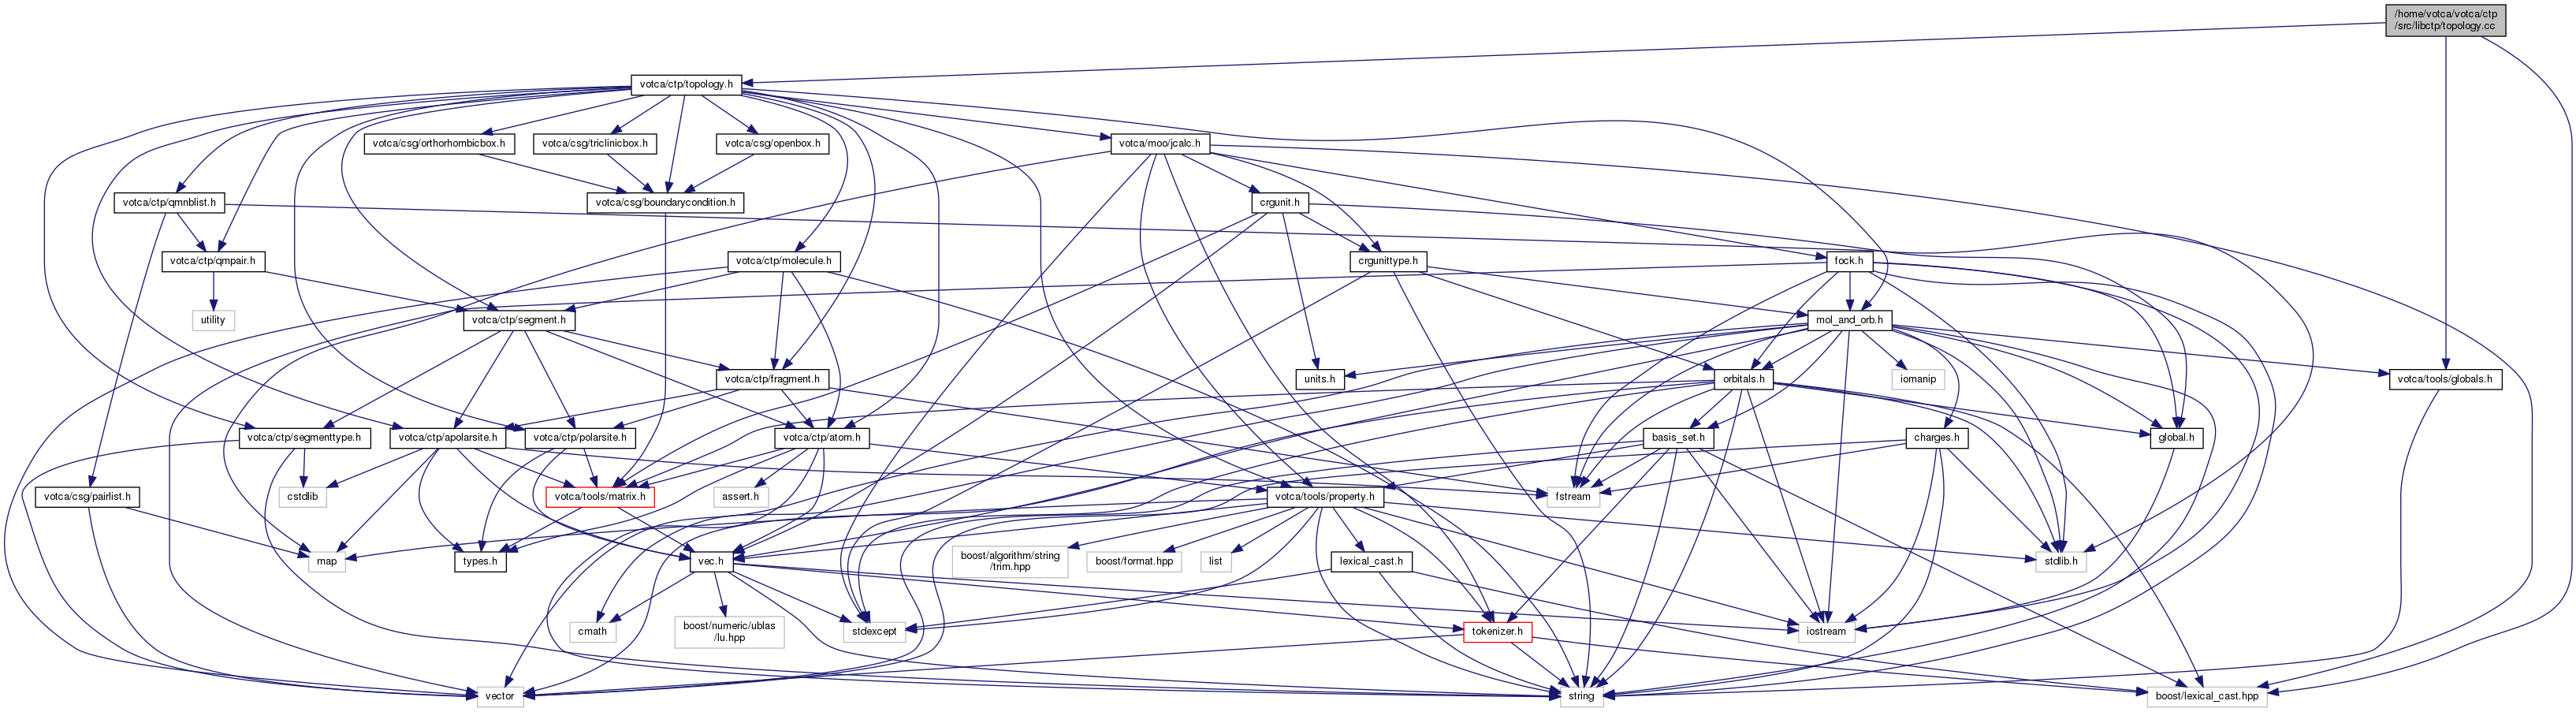 /home/votca/votca/ctp
/src/libctp/topology.cc
votca/ctp/topology.h
votca/csg/orthorhombicbox.h
votca/csg/triclinicbox.h
votca/csg/openbox.h
votca/moo/jcalc.h
votca/ctp/qmnblist.h
votca/csg/boundarycondition.h
crgunit.h
votca/ctp/qmpair.h
votca/ctp/molecule.h
crgunittype.h
fock.h
utility
votca/ctp/segment.h
mol_and_orb.h
votca/ctp/fragment.h
units.h
orbitals.h
iomanip
votca/tools/globals.h
votca/ctp/segmenttype.h
votca/ctp/apolarsite.h
votca/ctp/polarsite.h
votca/ctp/atom.h
basis_set.h
charges.h
global.h
votca/csg/pairlist.h
cstdlib
votca/tools/matrix.h
assert.h
votca/tools/property.h
fstream
map
types.h
vec.h
boost/algorithm/string
/trim.hpp
boost/format.hpp
list
lexical_cast.h
stdlib.h
cmath
boost/numeric/ublas
/lu.hpp
stdexcept
tokenizer.h
iostream
vector
string
boost/lexical_cast.hpp